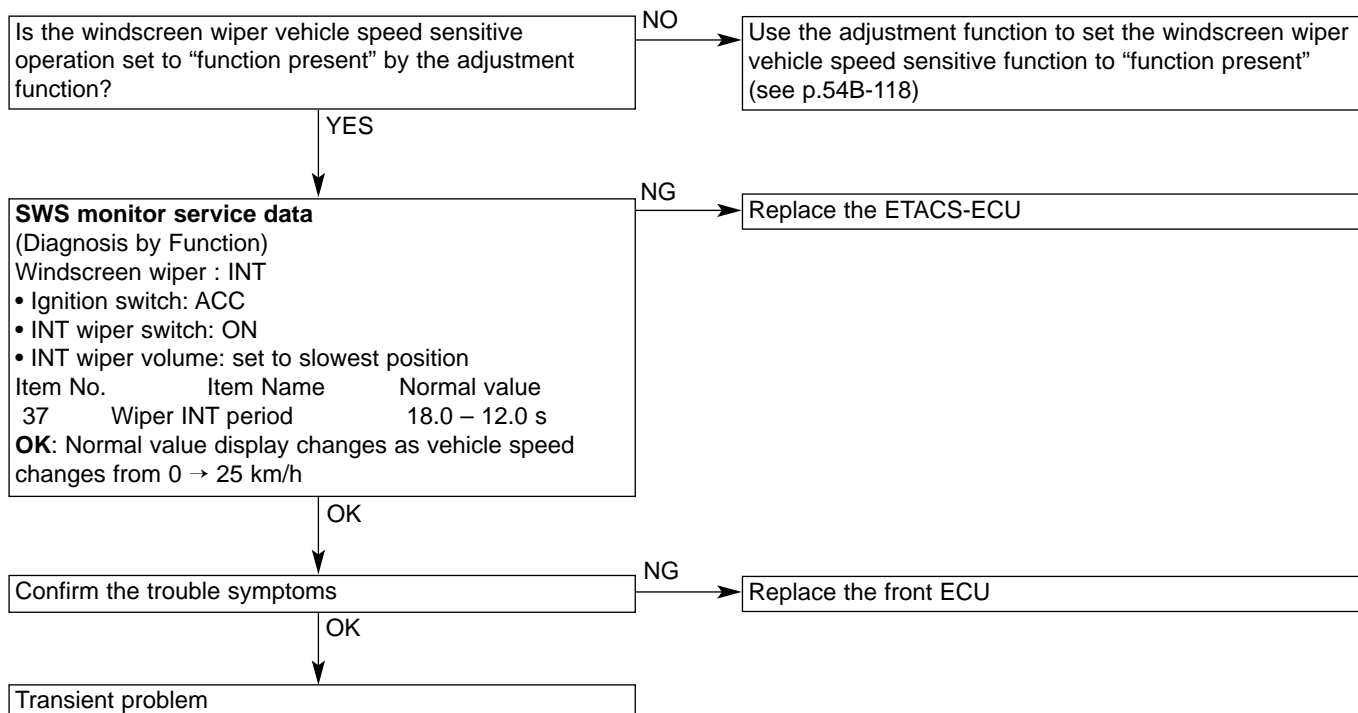 Is the windscreen wiper vehicle speed sensitive
operation set to “function present” by the adjustment
function?
NO
Use the adjustment function to set the windscreen wiper
vehicle speed sensitive function to “function present”
(see p.54B-118)
YES
SWS monitor service data
(Diagnosis by Function)
Windscreen wiper : INT
• Ignition switch: ACC
• INT wiper switch: ON
• INT wiper volume: set to slowest position
Item No. Item Name Normal value
37 Wiper INT period 18.0 – 12.0 s
OK: Normal value display changes as vehicle speed
changes from 0 → 25 km/h
NG
Replace the ETACS-ECU
OK
Confirm the trouble symptoms
NG
Replace the front ECU
OK
Transient problem